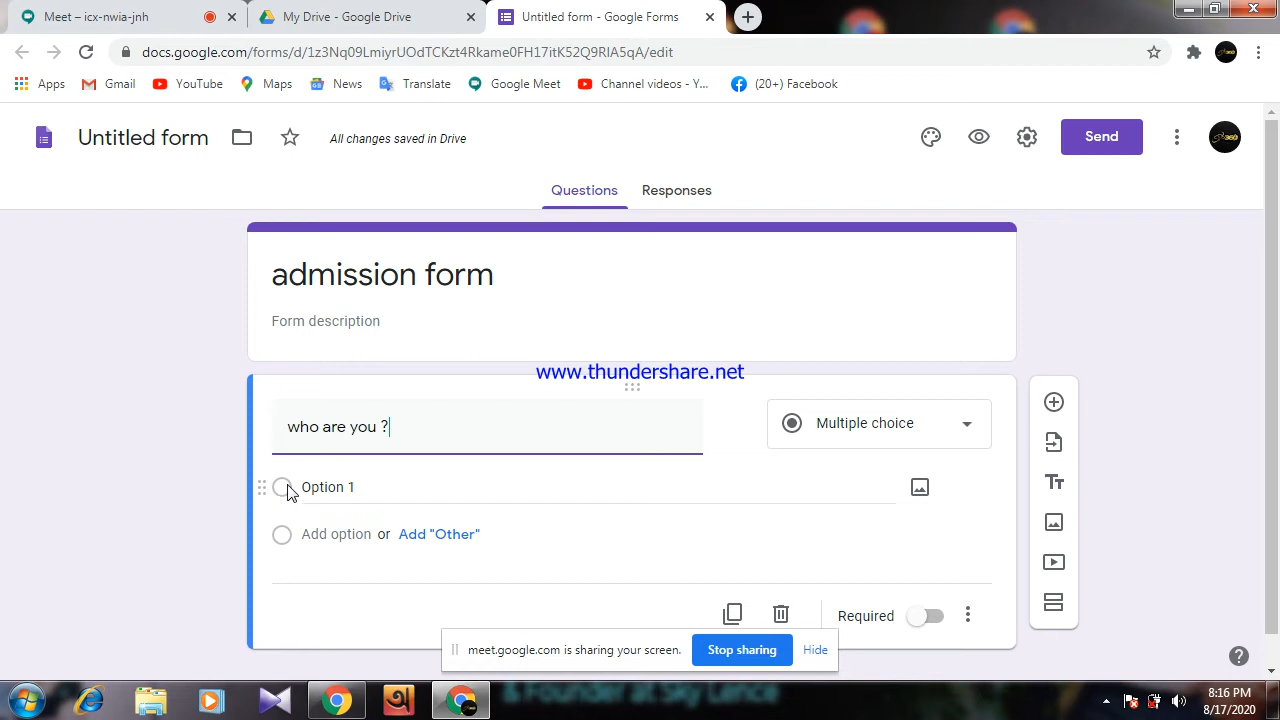 Meet – icx-nwia-jnh
My Drive - Google Drive
Untitled form - Google Forms
docs.google.com/forms/d/1z3Nq09LmiyrUOdTCKzt4Rkame0FH17itK52Q9RIA5qA/edit
Apps
Gmail
YouTube
Maps
News
Translate
Google Meet
Channel videos - Y...
(20+) Facebook
Untitled form
All changes saved in Drive
Send
Questions
Responses
admission form
Form description
www.thundershare.net
who are you ?
Multiple choice
Option 1
Add option or Add "Other"
Required
meet.google.com is sharing your screen.
Stop sharing
Hide
& Founder at Sky Lance
8:16 PM
8/17/2020